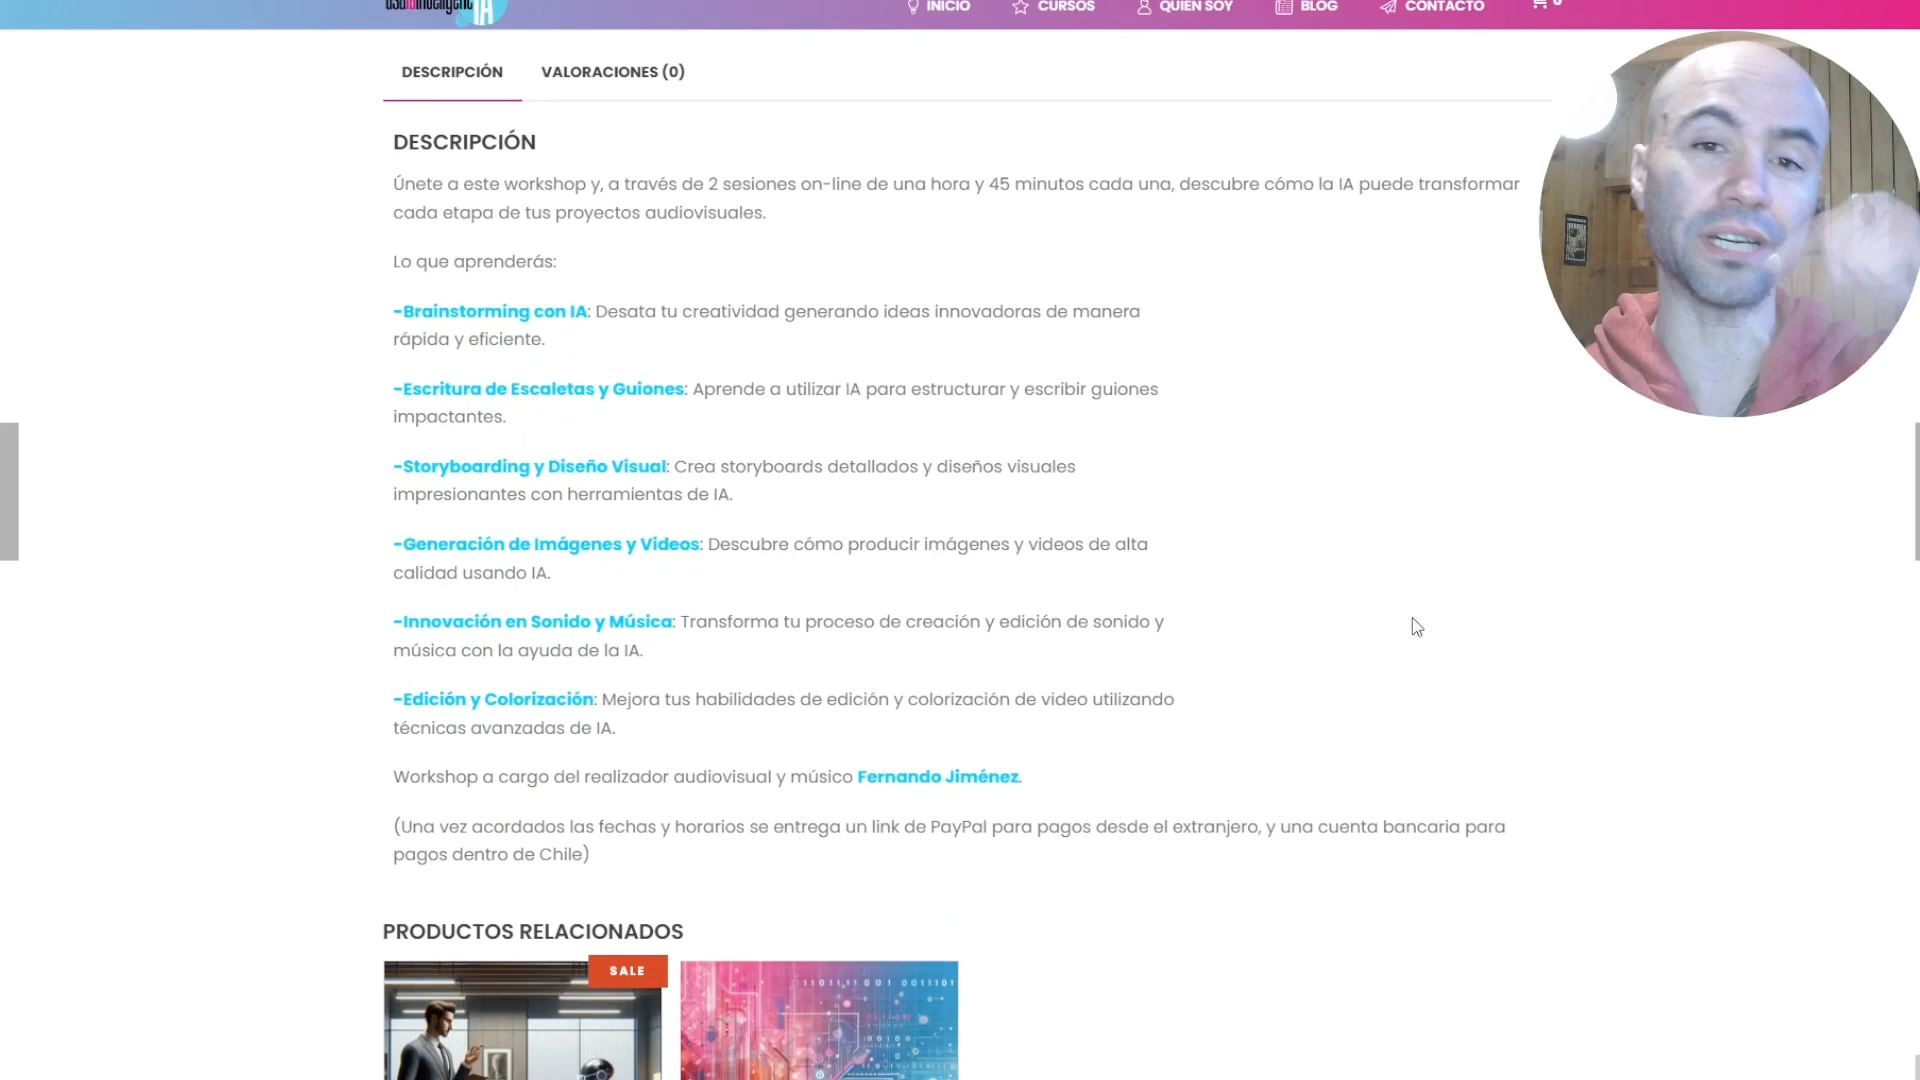 INICIO
CURSOS
QUIEN SOY
BLOG
CONTACTO
0
DESCRIPCIÓN
VALORACIONES (0)
DESCRIPCIÓN
Únete a este workshop y, a través de 2 sesiones on-line de una hora y 45 minutos cada una, descubre cómo la IA puede transformar
cada etapa de tus proyectos audiovisuales.
Lo que aprenderás:
-Brainstorming con IA: Desata tu creatividad generando ideas innovadoras de manera
rápida y eficiente.
-Escritura de Escaletas y Guiones: Aprende a utilizar IA para estructurar y escribir guiones
impactantes.
-Storyboarding y Diseño Visual: Crea storyboards detallados y diseños visuales
impresionantes con herramientas de IA.
-Generación de Imágenes y Videos: Descubre cómo producir imágenes y videos de alta
calidad usando IA.
-Innovación en Sonido y Música: Transforma tu proceso de creación y edición de sonido y
música con la ayuda de la IA.
-Edición y Colorización: Mejora tus habilidades de edición y colorización de video utilizando
técnicas avanzadas de IA.
Workshop a cargo del realizador audiovisual y músico Fernando Jiménez.
(Una vez acordados las fechas y horarios se entrega un link de PayPal para pagos desde el extranjero, y una cuenta bancaria para
pagos dentro de Chile)
PRODUCTOS RELACIONADOS
SALE